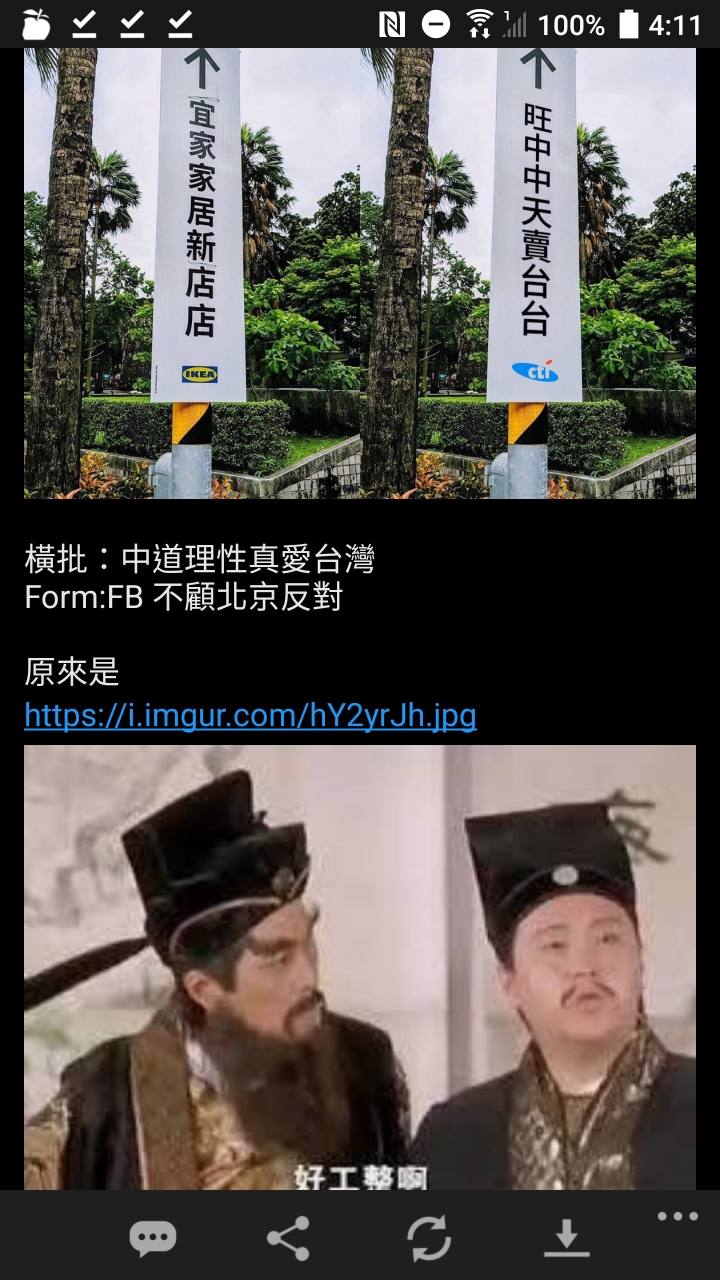 100% 4:11
宜家家居新店店
IKEA
旺中中天賣台台
cti
橫批：中道理性真愛台灣
Form:FB 不顧北京反對
原來是
https://i.imgur.com/hY2yrJh.jpg
好工整啊